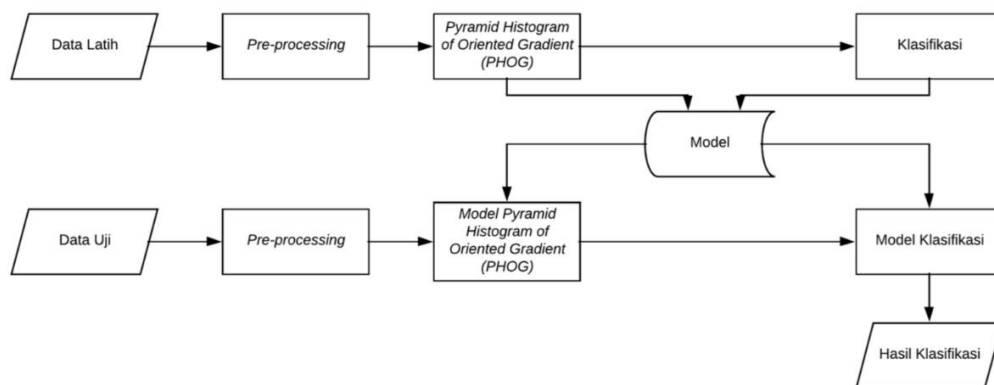 Data Latih
Pre-processing
Pyramid Histogram
of Oriented Gradient
(PHOG)
Klasifikasi
Model
Data Uji
Pre-processing
Model Pyramid
Histogram of
Oriented Gradient
(PHOG)
Model Klasifikasi
Hasil Klasifikasi